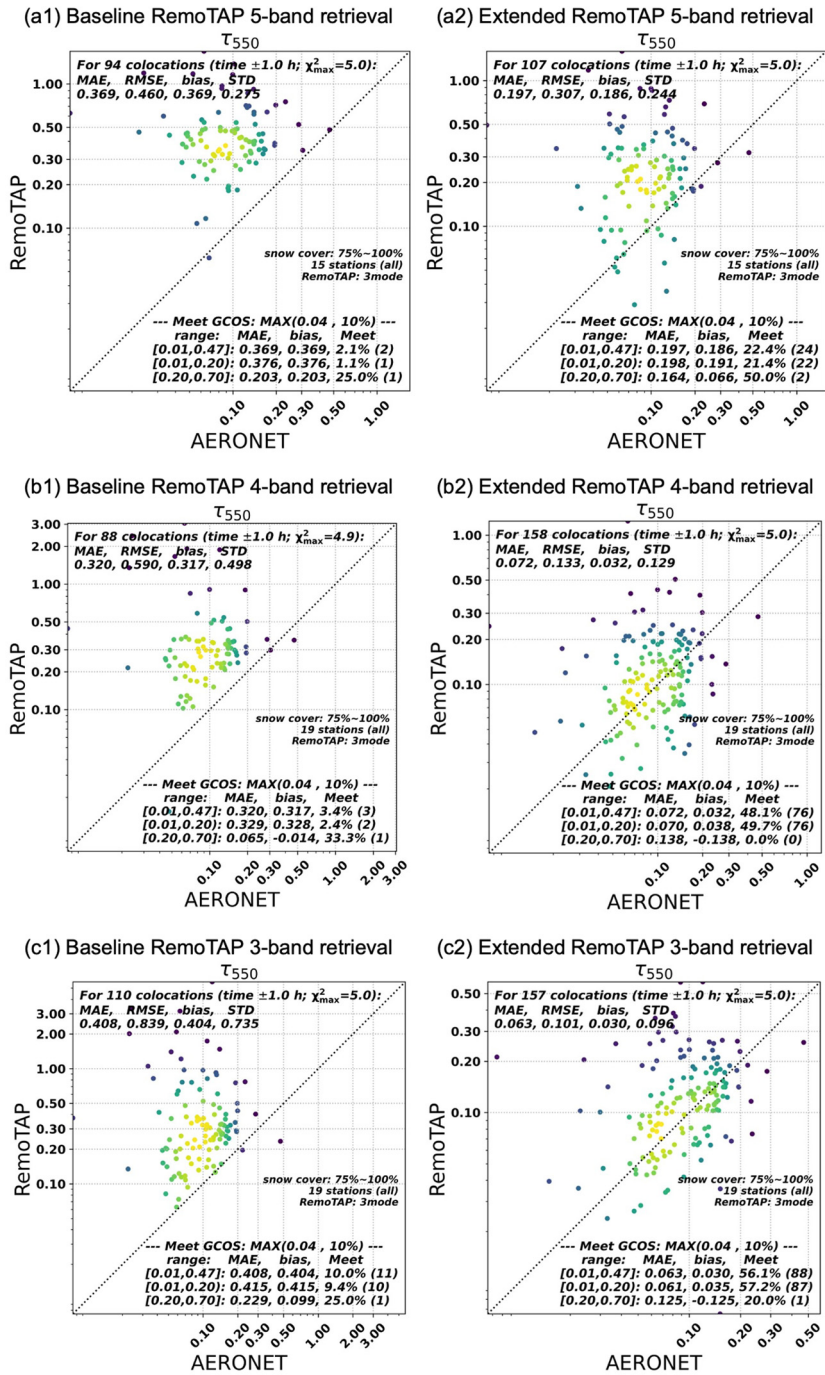 (a1) Baseline RemoTAP 5-band retrieval
τ550
For 94 colocations (time ±1.0 h; χ²max=5.0):
MAE, RMSE, bias, STD
0.369, 0.460, 0.369, 0.275
1.00
0.50
0.30
0.20
0.10
RemoTAP
snow cover: 75%~100%
15 stations (all)
RemoTAP: 3mode
--- Meet GCOS: MAX(0.04 , 10%) ---
range: MAE, bias, Meet
[0.01,0.47]: 0.369, 0.369, 2.1% (2)
[0.01,0.20]: 0.376, 0.376, 1.1% (1)
[0.20,0.70]: 0.203, 0.203, 25.0% (1)
0.10 0.20 0.30 0.50 1.00
AERONET
(a2) Extended RemoTAP 5-band retrieval
τ550
For 107 colocations (time ±1.0 h; χ²max=5.0):
MAE, RMSE, bias, STD
0.197, 0.307, 0.186, 0.244
1.00
0.50
0.30
0.20
0.10
RemoTAP
snow cover: 75%~100%
15 stations (all)
RemoTAP: 3mode
--- Meet GCOS: MAX(0.04 , 10%) ---
range: MAE, bias, Meet
[0.01,0.47]: 0.197, 0.186, 22.4% (24)
[0.01,0.20]: 0.198, 0.191, 21.4% (22)
[0.20,0.70]: 0.164, 0.066, 50.0% (2)
0.10 0.20 0.30 0.50 1.00
AERONET
(b1) Baseline RemoTAP 4-band retrieval
τ550
For 88 colocations (time ±1.0 h; χ²max=4.9):
MAE, RMSE, bias, STD
0.320, 0.590, 0.317, 0.498
3.00
2.00
1.00
0.50
0.30
0.20
0.10
RemoTAP
snow cover: 75%~100%
19 stations (all)
RemoTAP: 3mode
--- Meet GCOS: MAX(0.04 , 10%) ---
range: MAE, bias, Meet
[0.01,0.47]: 0.320, 0.317, 3.4% (3)
[0.01,0.20]: 0.329, 0.328, 2.4% (2)
[0.20,0.70]: 0.065, -0.014, 33.3% (1)
0.10 0.20 0.30 0.50 1.00 2.00 3.00
AERONET
(b2) Extended RemoTAP 4-band retrieval
τ550
For 158 colocations (time ±1.0 h; χ²max=5.0):
MAE, RMSE, bias, STD
0.072, 0.133, 0.032, 0.129
1.00
0.50
0.30
0.20
0.10
RemoTAP
snow cover: 75%~100%
19 stations (all)
RemoTAP: 3mode
--- Meet GCOS: MAX(0.04 , 10%) ---
range: MAE, bias, Meet
[0.01,0.47]: 0.072, 0.032, 48.1% (76)
[0.01,0.20]: 0.070, 0.038, 49.7% (76)
[0.20,0.70]: 0.138, -0.138, 0.0% (0)
0.10 0.20 0.30 0.50 1.00
AERONET
(c1) Baseline RemoTAP 3-band retrieval
τ550
For 110 colocations (time ±1.0 h; χ²max=5.0):
MAE, RMSE, bias, STD
0.408, 0.839, 0.404, 0.735
3.00
2.00
1.00
0.50
0.30
0.20
0.10
RemoTAP
snow cover: 75%~100%
19 stations (all)
RemoTAP: 3mode
--- Meet GCOS: MAX(0.04 , 10%) ---
range: MAE, bias, Meet
[0.01,0.47]: 0.408, 0.404, 10.0% (11)
[0.01,0.20]: 0.415, 0.415, 9.4% (10)
[0.20,0.70]: 0.229, 0.099, 25.0% (1)
0.10 0.20 0.30 0.50 1.00 2.00 3.00
AERONET
(c2) Extended RemoTAP 3-band retrieval
τ550
For 157 colocations (time ±1.0 h; χ²max=5.0):
MAE, RMSE, bias, STD
0.063, 0.101, 0.030, 0.096
0.50
0.30
0.20
0.10
RemoTAP
snow cover: 75%~100%
19 stations (all)
RemoTAP: 3mode
--- Meet GCOS: MAX(0.04 , 10%) ---
range: MAE, bias, Meet
[0.01,0.47]: 0.063, 0.030, 56.1% (88)
[0.01,0.20]: 0.061, 0.035, 57.2% (87)
[0.20,0.70]: 0.125, -0.125, 20.0% (1)
0.10 0.20 0.30 0.50
AERONET